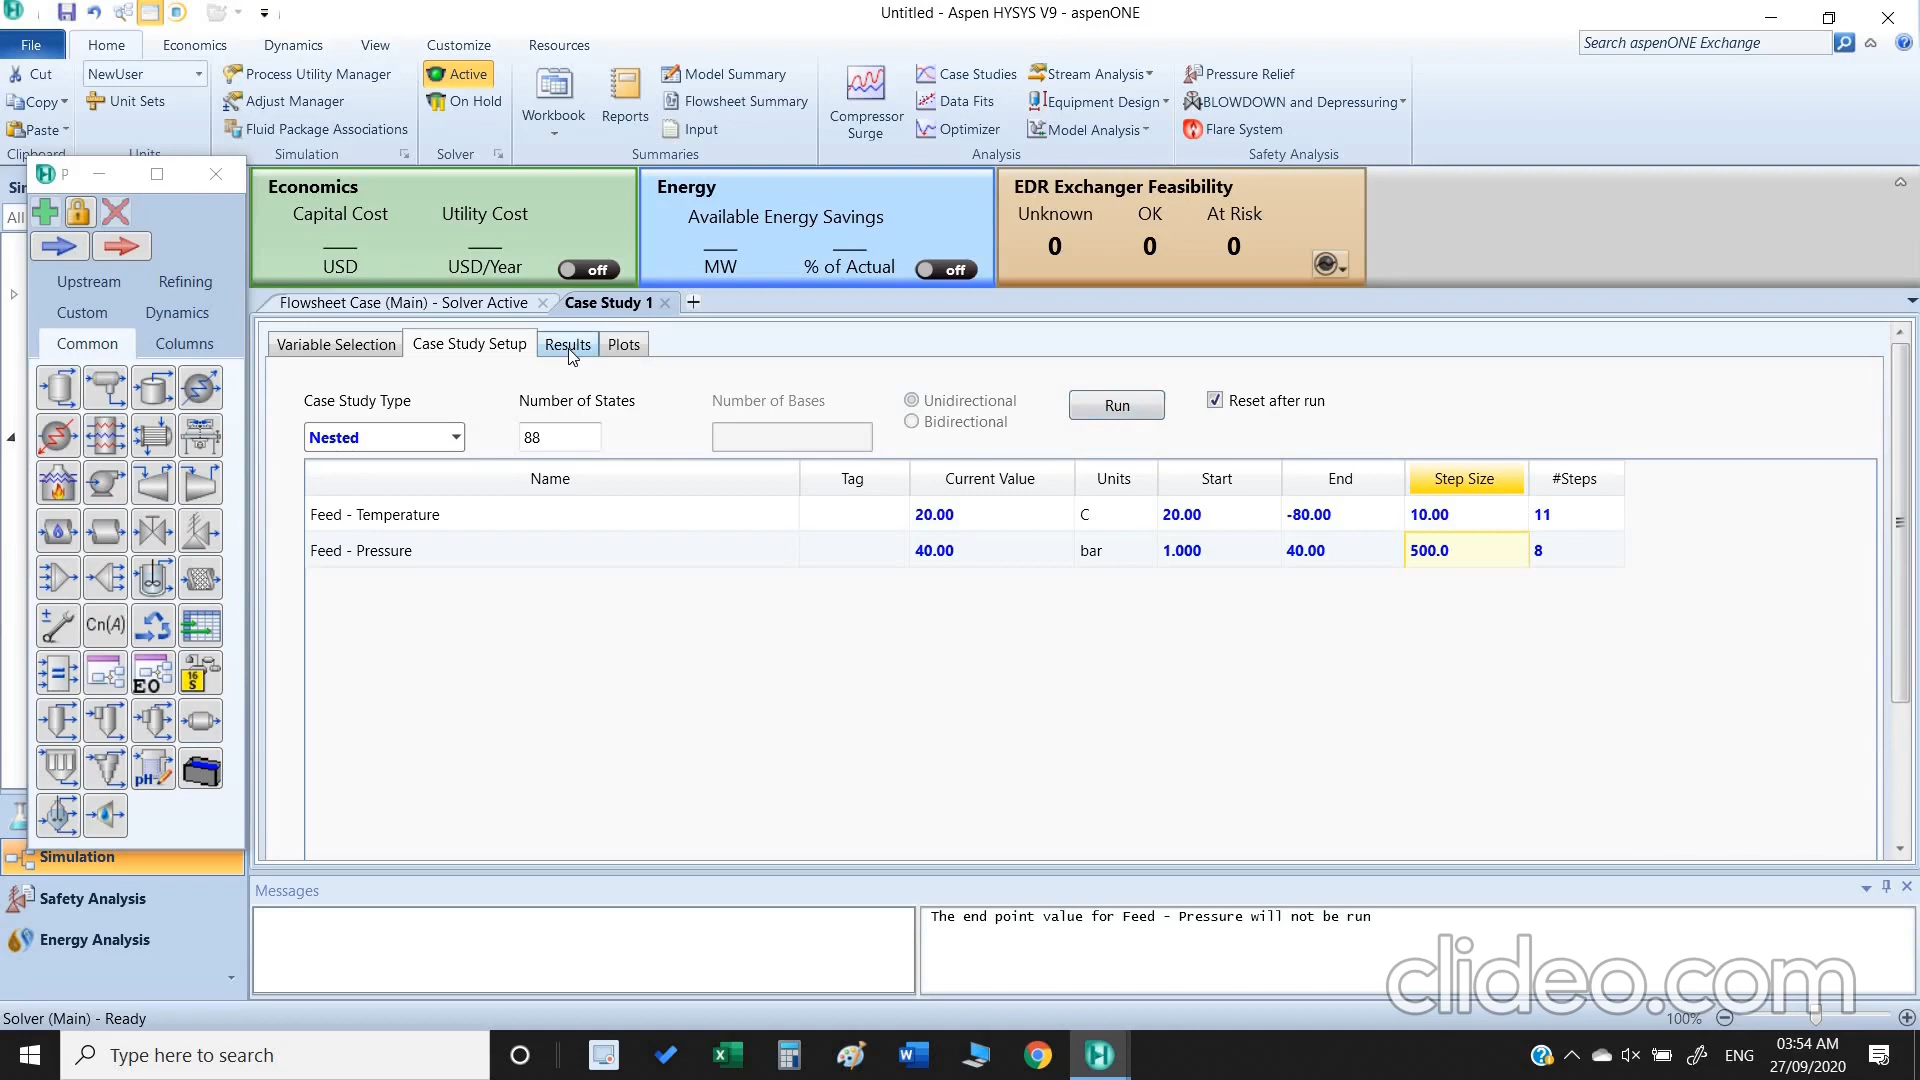 Untitled - Aspen HYSYS V9 - aspenONE
File Home Economics Dynamics View Customize Resources
Search aspenONE Exchange
Cut
Copy
Paste
Clipboard
NewUser
Unit Sets
Units
Process Utility Manager
Adjust Manager
Fluid Package Associations
Simulation
Active
On Hold
Solver
Workbook
Reports
Model Summary
Flowsheet Summary
Input
Summaries
Compressor
Surge
Case Studies
Data Fits
Optimizer
Stream Analysis
Equipment Design
Model Analysis
Analysis
Pressure Relief
BLOWDOWN and Depressuring
Flare System
Safety Analysis
P
Sir
All
Upstream Refining
Custom Dynamics
Common Columns
Cn(A)
EO
16
S
pH
Simulation
Safety Analysis
Energy Analysis
Economics
Capital Cost Utility Cost
USD USD/Year off
Energy
Available Energy Savings
MW % of Actual off
EDR Exchanger Feasibility
Unknown OK At Risk
0 0 0
Flowsheet Case (Main) - Solver Active Case Study 1 +
Variable Selection Case Study Setup Results Plots
Case Study Type Number of States Number of Bases Unidirectional Run Reset after run
Bidirectional
Nested 88
Name Tag Current Value Units Start End Step Size #Steps
Feed - Temperature 20.00 C 20.00 -80.00 10.00 11
Feed - Pressure 40.00 bar 1.000 40.00 500.0 8
Messages
The end point value for Feed - Pressure will not be run
clideo.com
Solver (Main) - Ready
100%
Type here to search
ENG
03:54 AM
27/09/2020